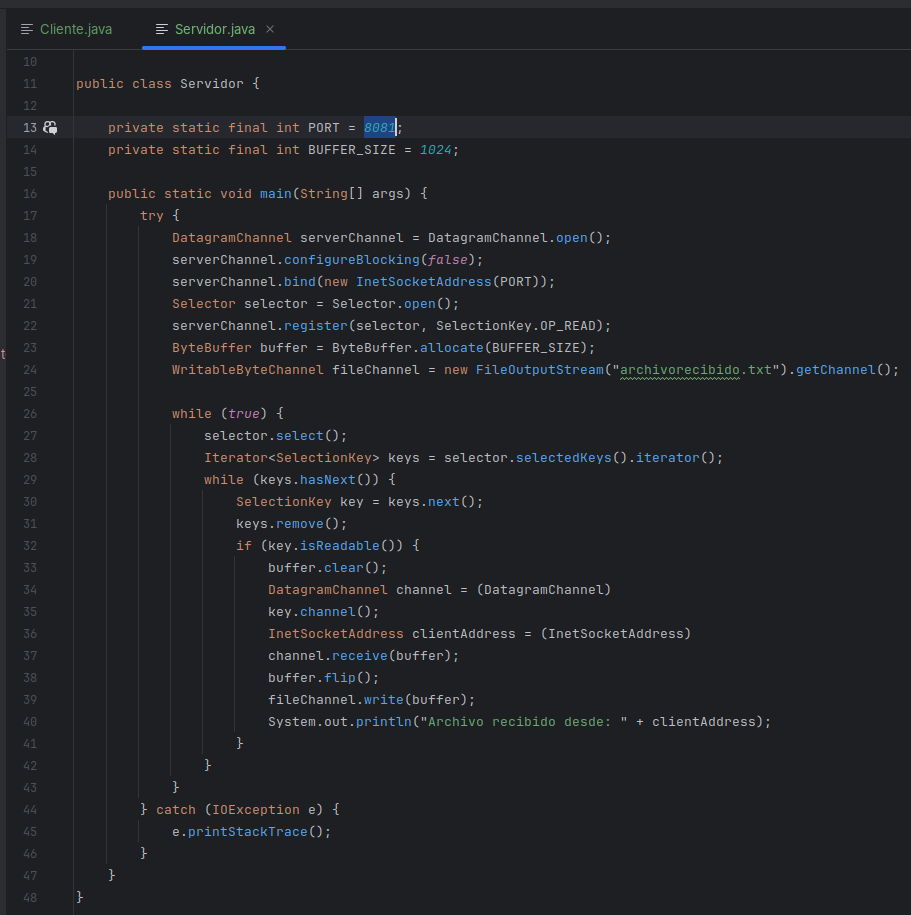 Cliente.java Servidor.java ×
10
11 public class Servidor {
12
13 private static final int PORT = 8081;
14 private static final int BUFFER_SIZE = 1024;
15
16 public static void main(String[] args) {
17 try {
18 DatagramChannel serverChannel = DatagramChannel.open();
19 serverChannel.configureBlocking(false);
20 serverChannel.bind(new InetSocketAddress(PORT));
21 Selector selector = Selector.open();
22 serverChannel.register(selector, SelectionKey.OP_READ);
23 ByteBuffer buffer = ByteBuffer.allocate(BUFFER_SIZE);
24 WritableByteChannel fileChannel = new FileOutputStream("archivorecibido.txt").getChannel();
25
26 while (true) {
27 selector.select();
28 Iterator<SelectionKey> keys = selector.selectedKeys().iterator();
29 while (keys.hasNext()) {
30 SelectionKey key = keys.next();
31 keys.remove();
32 if (key.isReadable()) {
33 buffer.clear();
34 DatagramChannel channel = (DatagramChannel)
35 key.channel();
36 InetSocketAddress clientAddress = (InetSocketAddress)
37 channel.receive(buffer);
38 buffer.flip();
39 fileChannel.write(buffer);
40 System.out.println("Archivo recibido desde: " + clientAddress);
41 }
42 }
43 }
44 } catch (IOException e) {
45 e.printStackTrace();
46 }
47 }
48 }